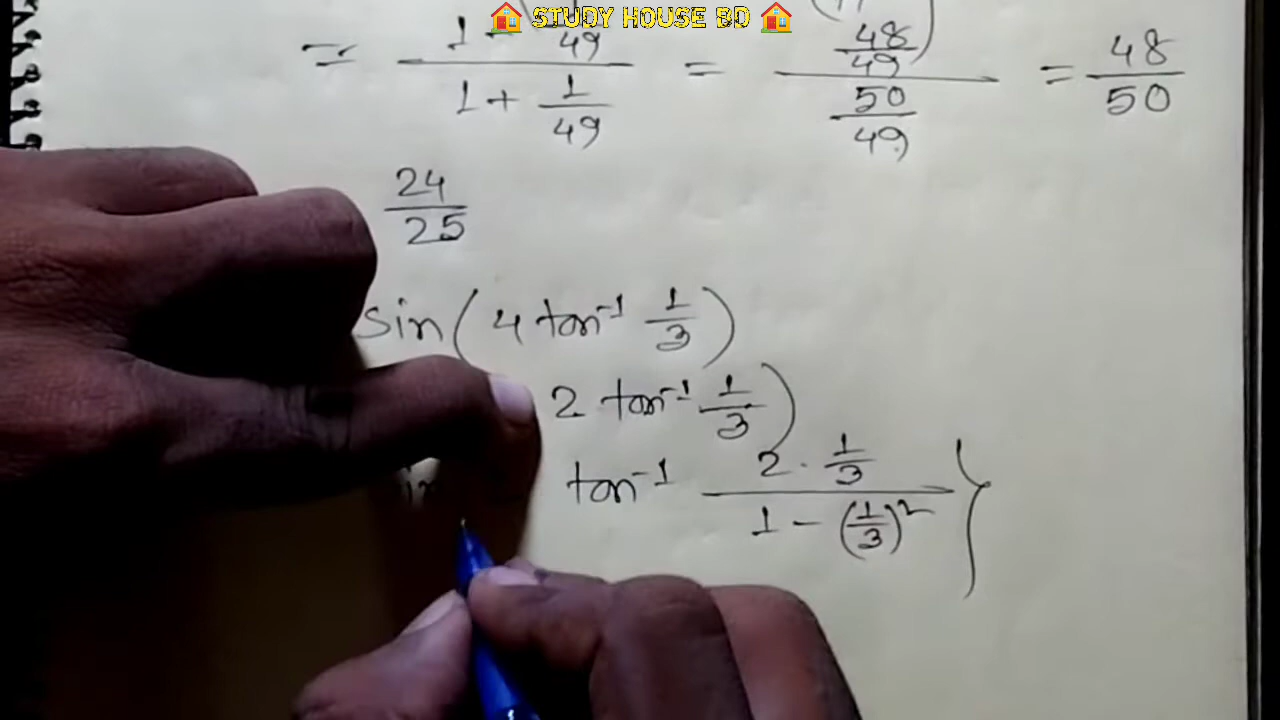 🏠 STUDY HOUSE BD 🏠
= (1 - 1/49) / (1 + 1/49) = (48/49) / (50/49) = 48/50
24/25
sin(4 tan⁻¹ 1/3)
2 tan⁻¹ 1/3)
tan⁻¹ (2 · 1/3) / (1 - (1/3)²)}